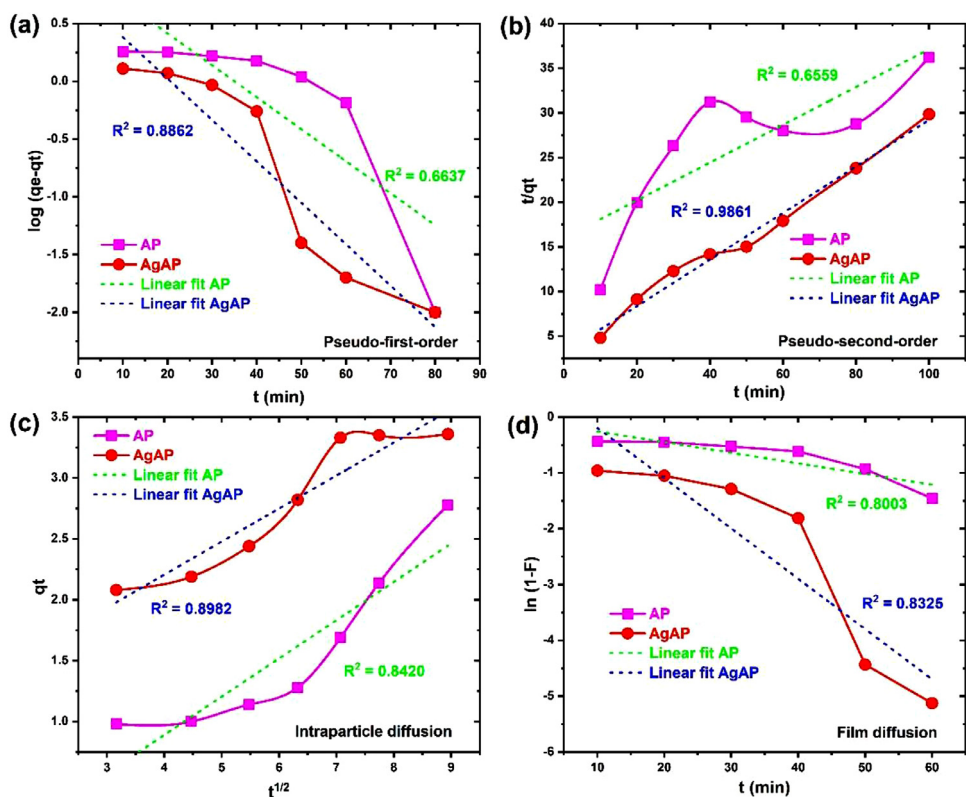 (a)
0.5
0.0
-0.5
-1.0
-1.5
-2.0
log (qe-qt)
R² = 0.8862
R² = 0.6637
AP
AgAP
Linear fit AP
Linear fit AgAP
Pseudo-first-order
0 10 20 30 40 50 60 70 80 90
t (min)
(b)
40
35
30
25
20
15
10
5
t/qt
R² = 0.6559
R² = 0.9861
AP
AgAP
Linear fit AP
Linear fit AgAP
Pseudo-second-order
0 20 40 60 80 100
t (min)
(c)
3.5
3.0
2.5
2.0
1.5
1.0
qt
AP
AgAP
Linear fit AP
Linear fit AgAP
R² = 0.8982
R² = 0.8420
Intraparticle diffusion
3 4 5 6 7 8 9
t^1/2
(d)
0
-1
-2
-3
-4
-5
-6
ln (1-F)
R² = 0.8003
R² = 0.8325
AP
AgAP
Linear fit AP
Linear fit AgAP
Film diffusion
10 20 30 40 50 60
t (min)